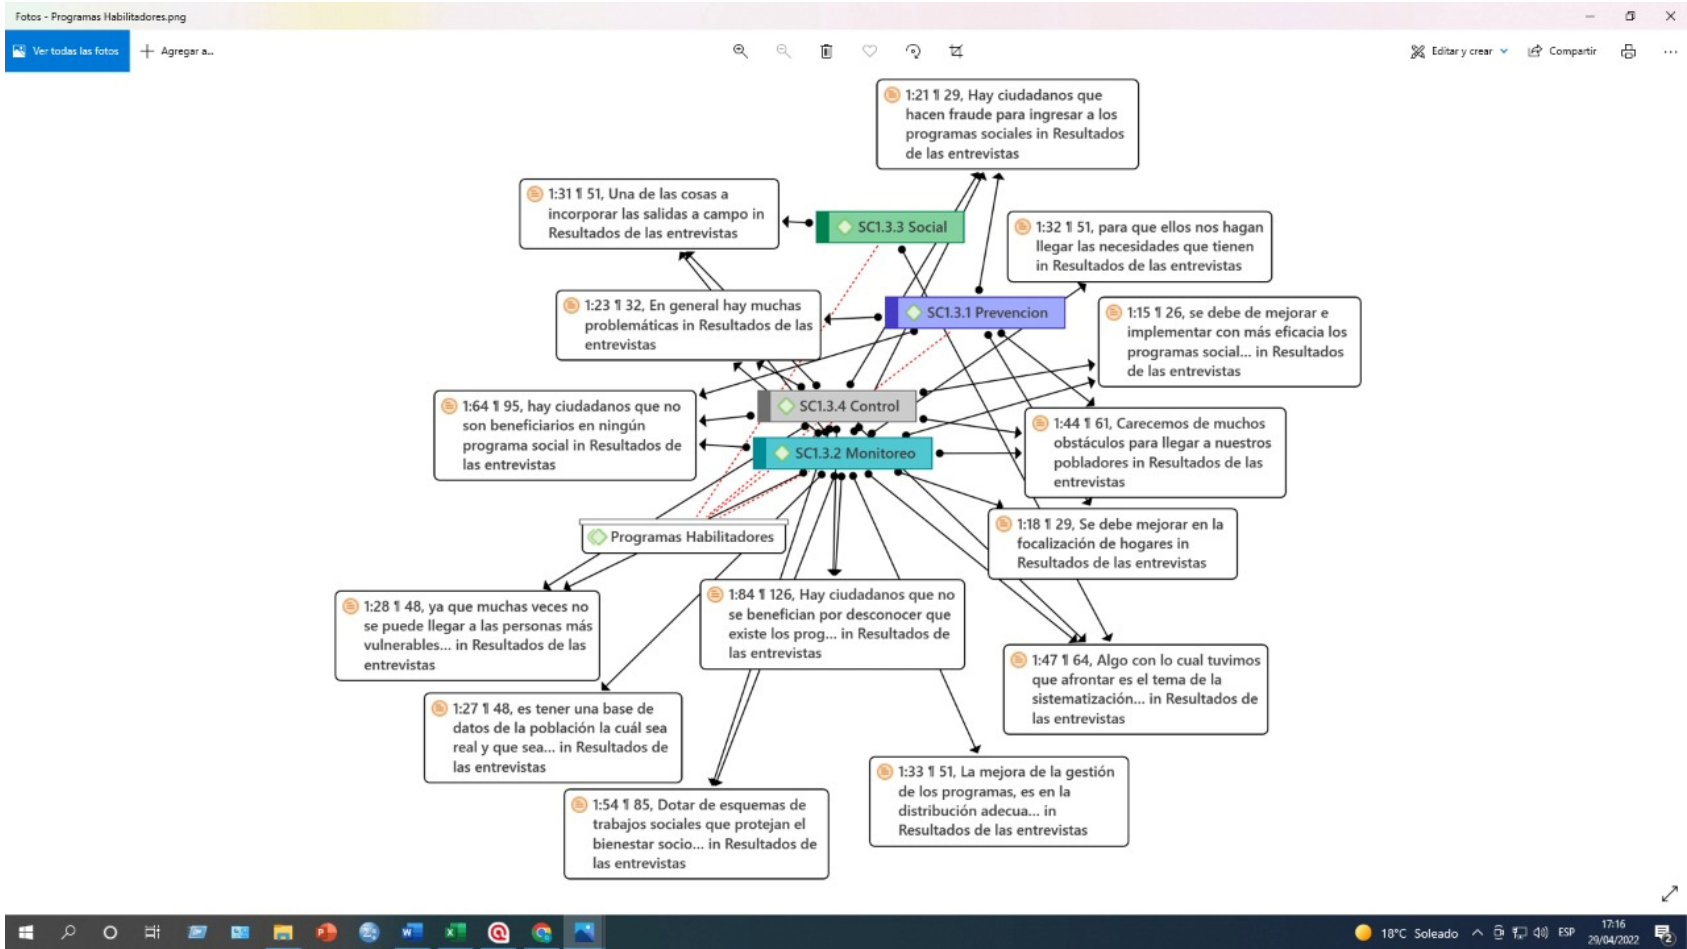 Fotos - Programas Habilitadores.png
Ver todas las fotos
Agregar a...
Editar y crear
Compartir
1:21 ¶ 29, Hay ciudadanos que
hacen fraude para ingresar a los
programas sociales in Resultados
de las entrevistas
1:31 ¶ 51, Una de las cosas a
incorporar las salidas a campo in
Resultados de las entrevistas
SC1.3.3 Social
1:32 ¶ 51, para que ellos nos hagan
llegar las necesidades que tienen
in Resultados de las entrevistas
1:23 ¶ 32, En general hay muchas
problemáticas in Resultados de las
entrevistas
SC1.3.1 Prevencion
1:15 ¶ 26, se debe de mejorar e
implementar con más eficacia los
programas social... in Resultados
de las entrevistas
1:64 ¶ 95, hay ciudadanos que no
son beneficiarios en ningún
programa social in Resultados de
las entrevistas
SC1.3.4 Control
1:44 ¶ 61, Carecemos de muchos
obstáculos para llegar a nuestros
pobladores in Resultados de las
entrevistas
SC1.3.2 Monitoreo
Programas Habilitadores
1:18 ¶ 29, Se debe mejorar en la
focalización de hogares in
Resultados de las entrevistas
1:28 ¶ 48, ya que muchas veces no
se puede llegar a las personas más
vulnerables... in Resultados de las
entrevistas
1:84 ¶ 126, Hay ciudadanos que no
se benefician por desconocer que
existe los prog... in Resultados de
las entrevistas
1:47 ¶ 64, Algo con lo cual tuvimos
que afrontar es el tema de la
sistematización... in Resultados de
las entrevistas
1:27 ¶ 48, es tener una base de
datos de la población la cuál sea
real y que sea... in Resultados de
las entrevistas
1:33 ¶ 51, La mejora de la gestión
de los programas, es en la
distribución adecua... in
Resultados de las entrevistas
1:54 ¶ 85, Dotar de esquemas de
trabajos sociales que protejan el
bienestar socio... in Resultados de
las entrevistas
18°C Soleado
ESP
17:16
29/04/2022
2